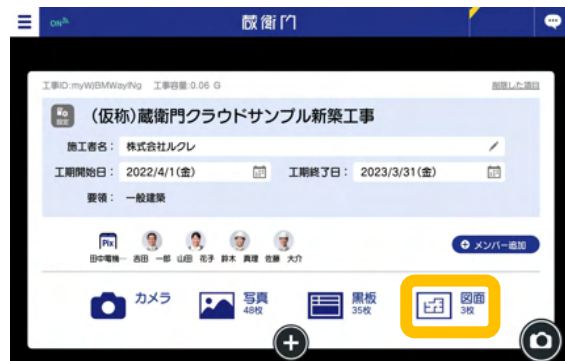 ON
蔵衛門
工事ID:myWjBMWayiNg 工事容量:0.06 G
削除した項目
設定
(仮称)蔵衛門クラウドサンプル新築工事
施工者名： 株式会社ルクレ
工期開始日： 2022/4/1(金) 工期終了日： 2023/3/31(金)
要領： 一般建築
Pix
田中電機… 吉田 一郎 山田 花子 鈴木 真理 佐藤 大介
メンバー追加
カメラ 写真 黒板 図面
48枚 35枚 3枚